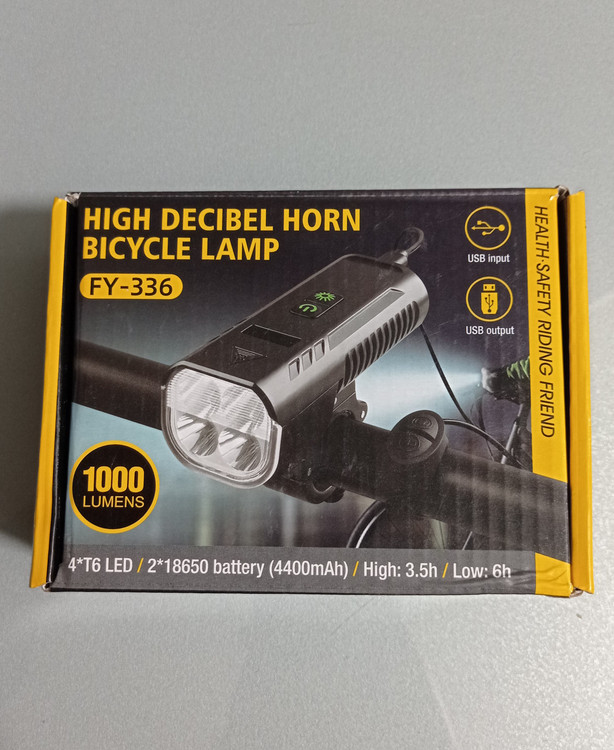 HIGH DECIBEL HORN
BICYCLE LAMP
FY-336
USB input
USB output
HEALTH·SAFETY RIDING FRIEND
1000
LUMENS
4*T6 LED / 2*18650 battery (4400mAh) / High: 3.5h / Low: 6h